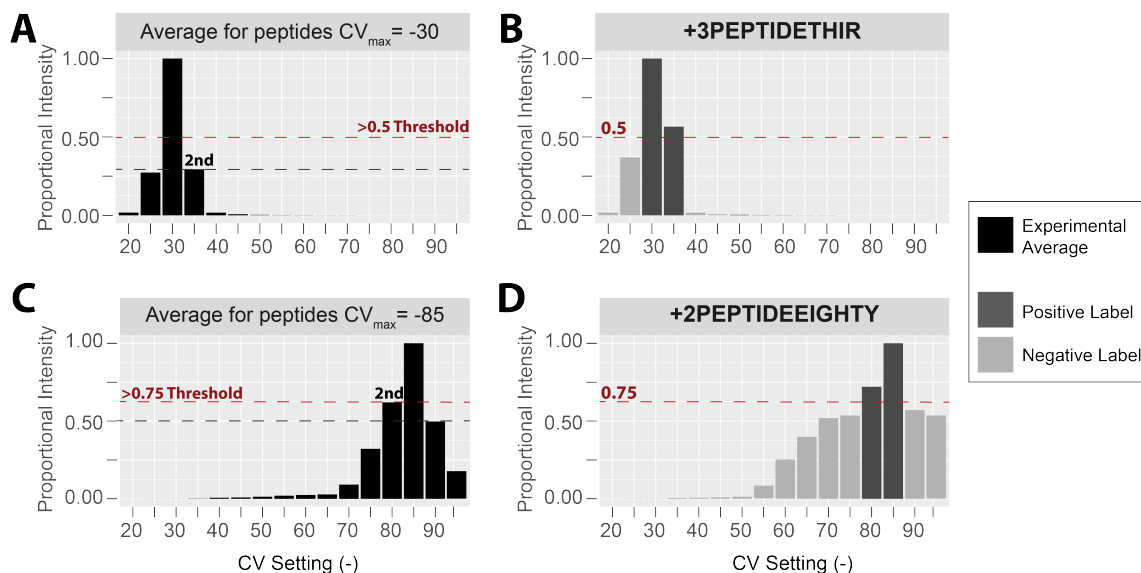 A
Average for peptides CVmax= -30
Proportional Intensity
1.00
0.50
0.00
>0.5 Threshold
2nd
20 30 40 50 60 70 80 90
B
+3PEPTIDETHIR
Proportional Intensity
1.00
0.50
0.00
0.5
20 30 40 50 60 70 80 90
C
Average for peptides CVmax= -85
Proportional Intensity
1.00
0.50
0.00
>0.75 Threshold
2nd
20 30 40 50 60 70 80 90
CV Setting (-)
D
+2PEPTIDEEIGHTY
Proportional Intensity
1.00
0.50
0.00
0.75
20 30 40 50 60 70 80 90
CV Setting (-)
Experimental
Average
Positive Label
Negative Label